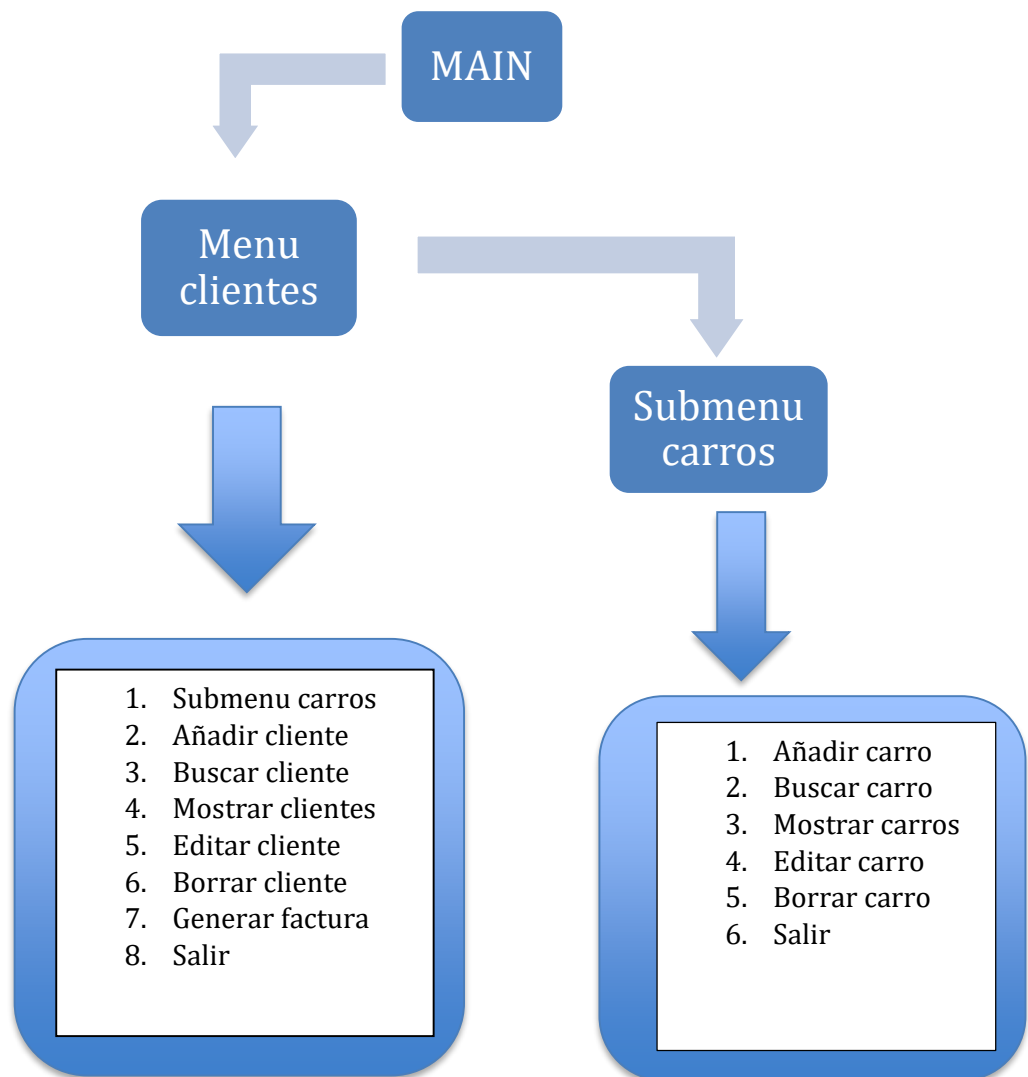 MAIN
Menu
clientes
Submenu
carros
1. Submenu carros
2. Añadir cliente
3. Buscar cliente
4. Mostrar clientes
5. Editar cliente
6. Borrar cliente
7. Generar factura
8. Salir
1. Añadir carro
2. Buscar carro
3. Mostrar carros
4. Editar carro
5. Borrar carro
6. Salir